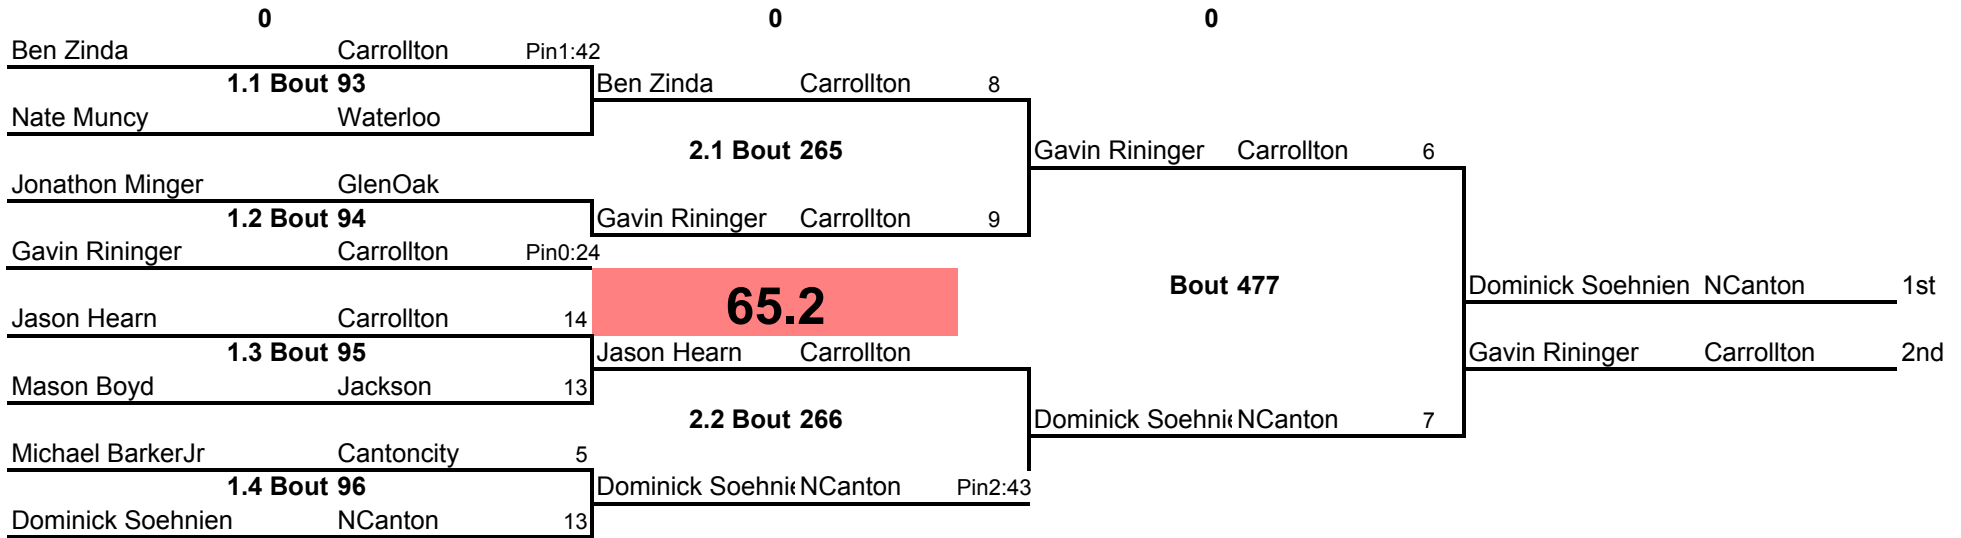 0 0 0
Ben Zinda Carrollton Pin1:42
1.1 Bout 93 Ben Zinda Carrollton 8
Nate Muncy Waterloo
2.1 Bout 265 Gavin Rininger Carrollton 6
Jonathon Minger GlenOak
1.2 Bout 94 Gavin Rininger Carrollton 9
Gavin Rininger Carrollton Pin0:24
Bout 477 Dominick Soehnien NCanton 1st
65.2
Jason Hearn Carrollton 14
1.3 Bout 95 Jason Hearn Carrollton Gavin Rininger Carrollton 2nd
Mason Boyd Jackson 13
2.2 Bout 266 Dominick Soehnie NCanton 7
Michael BarkerJr Cantoncity 5
1.4 Bout 96 Dominick Soehnie NCanton Pin2:43
Dominick Soehnien NCanton 13